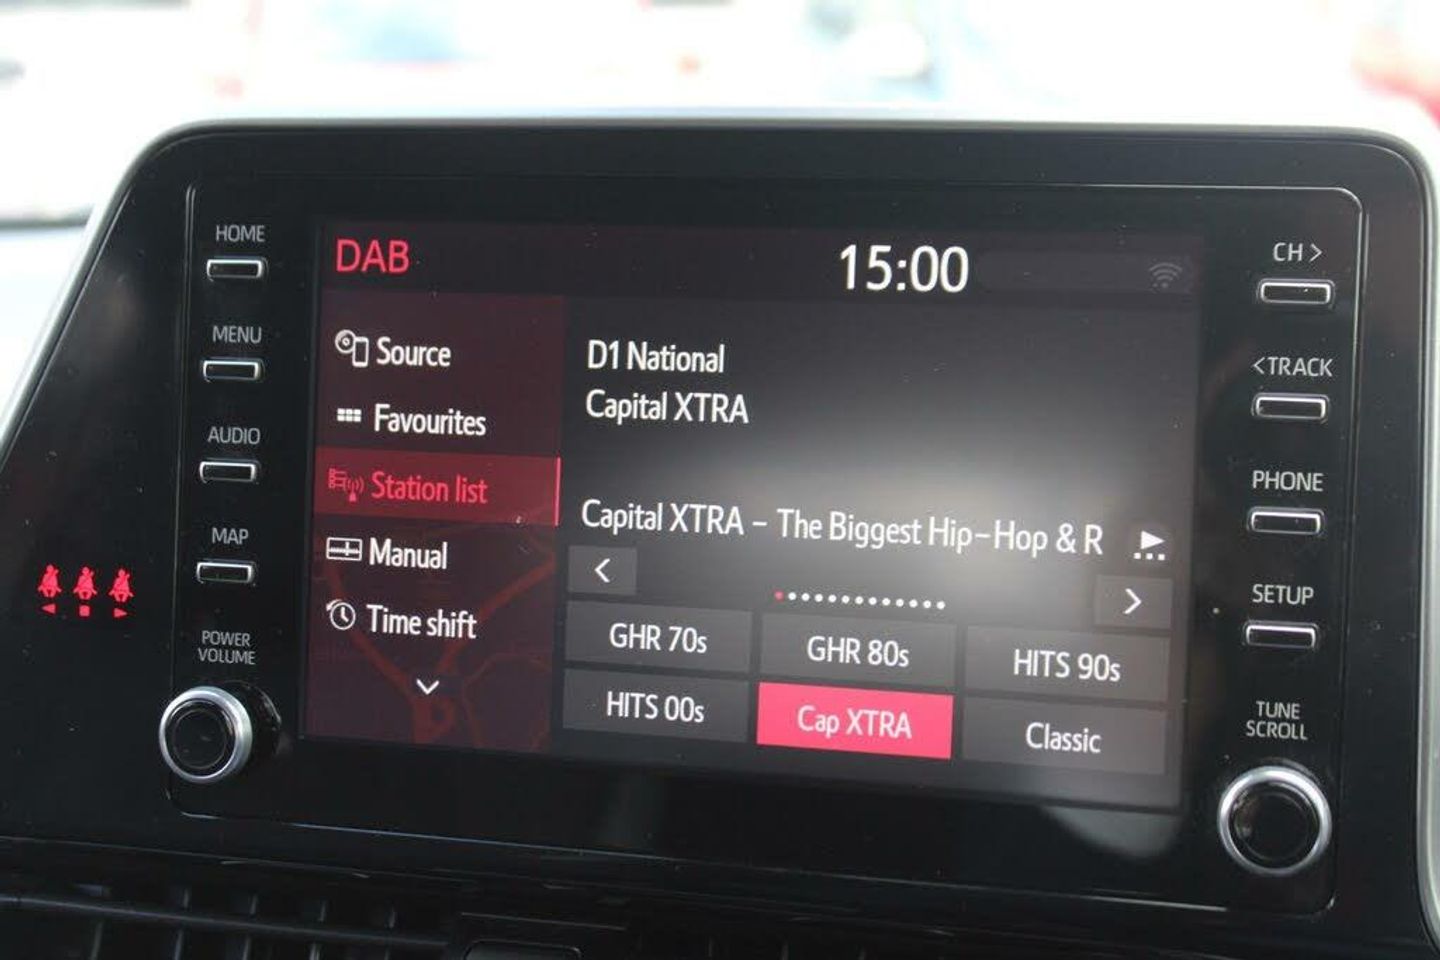 HOME
MENU
AUDIO
MAP
POWER
VOLUME
DAB
15:00
Source
Favourites
Station list
Manual
Time shift
D1 National
Capital XTRA
Capital XTRA - The Biggest Hip-Hop & R
GHR 70s
GHR 80s
HITS 90s
HITS 00s
Cap XTRA
Classic
CH >
< TRACK
PHONE
SETUP
TUNE
SCROLL